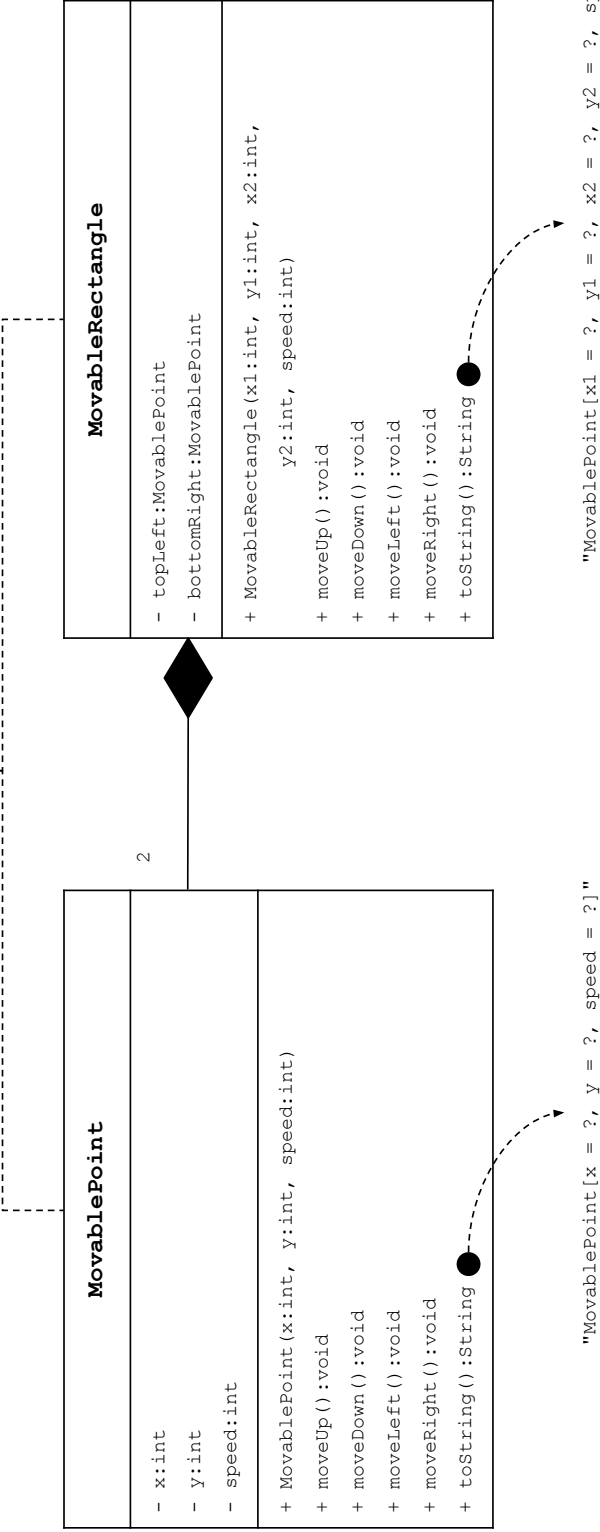 MovablePoint
- x:int
- y:int
- speed:int
+ MovablePoint(x:int, y:int, speed:int)
+ moveUp():void
+ moveDown():void
+ moveLeft():void
+ moveRight():void
+ toString():String
"MovablePoint[x = ?, y = ?, speed = ?]"
2
MovableRectangle
- topLeft:MovablePoint
- bottomRight:MovablePoint
+ MovableRectangle(x1:int, y1:int, x2:int,
y2:int, speed:int)
+ moveUp():void
+ moveDown():void
+ moveLeft():void
+ moveRight():void
+ toString():String
"MovablePoint[x1 = ?, y1 = ?, x2 = ?, y2 = ?,